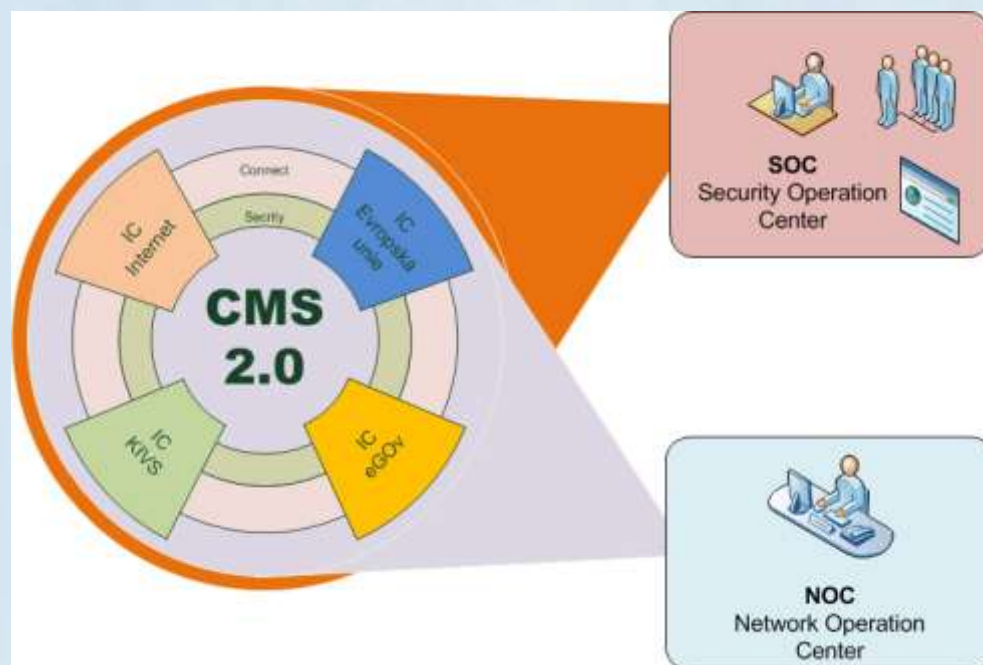 Connect
Secrity
IC
Internet
IC
Evropska
unie
CMS
2.0
IC
KIVS
IC
eGOv
SOC
Security Operation
Center
NOC
Network Operation
Center